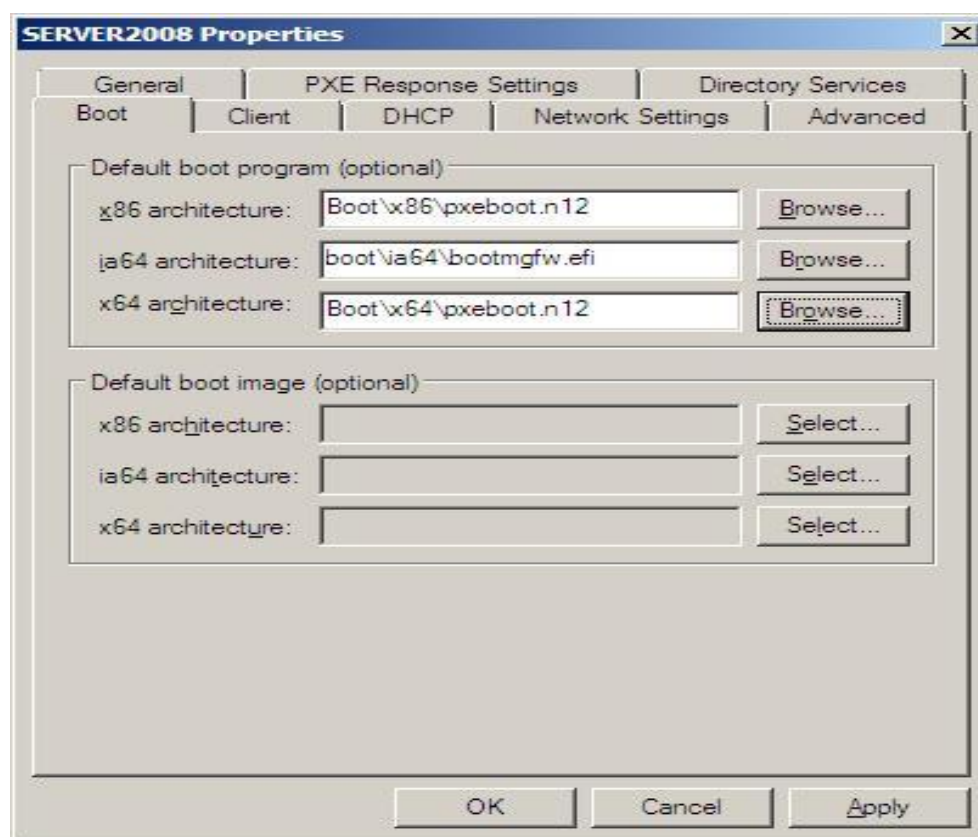 SERVER2008 Properties
General PXE Response Settings Directory Services
Boot Client DHCP Network Settings Advanced
Default boot program (optional)
x86 architecture: Boot\x86\pxeboot.n12 Browse...
ia64 architecture: boot\ia64\bootmgfw.efi Browse...
x64 architecture: Boot\x64\pxeboot.n12 Browse...
Default boot image (optional)
x86 architecture: Select...
ia64 architecture: Select...
x64 architecture: Select...
OK Cancel Apply